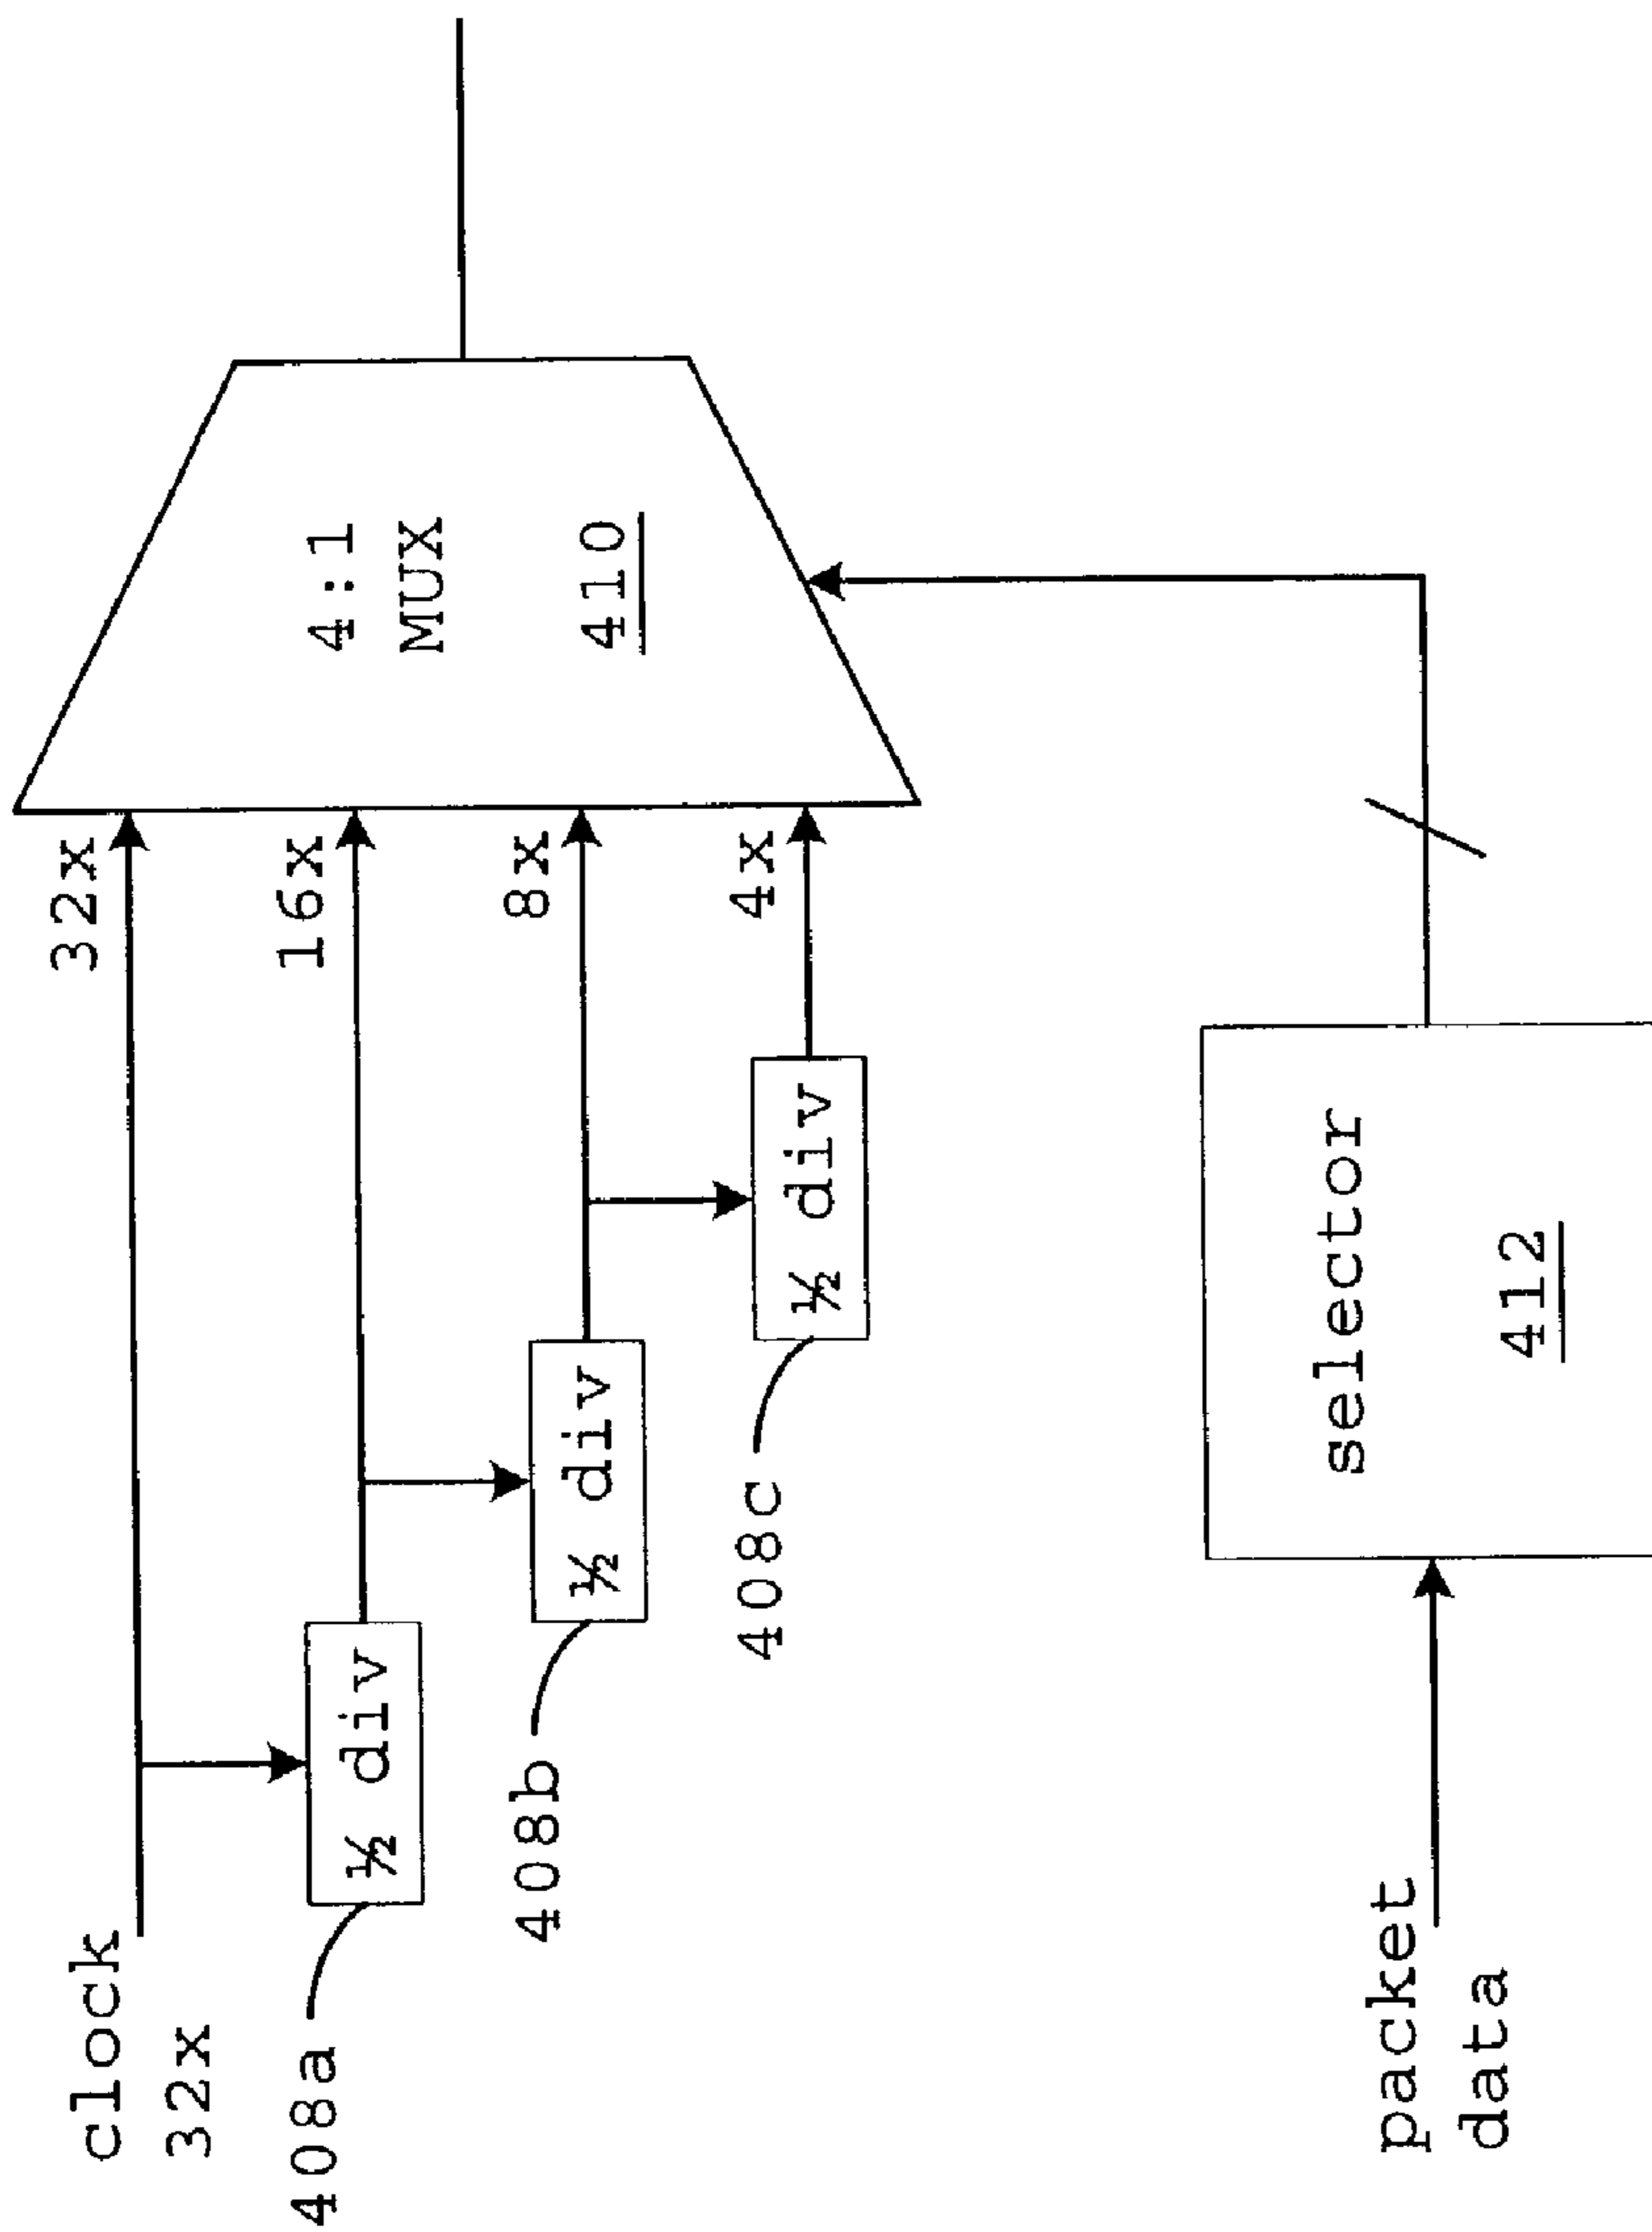 clock
32x
32x
408a
½ div
16x
408b
½ div
8x
408c
½ div
4x
4:1
MUX
410
packet
data
selector
412